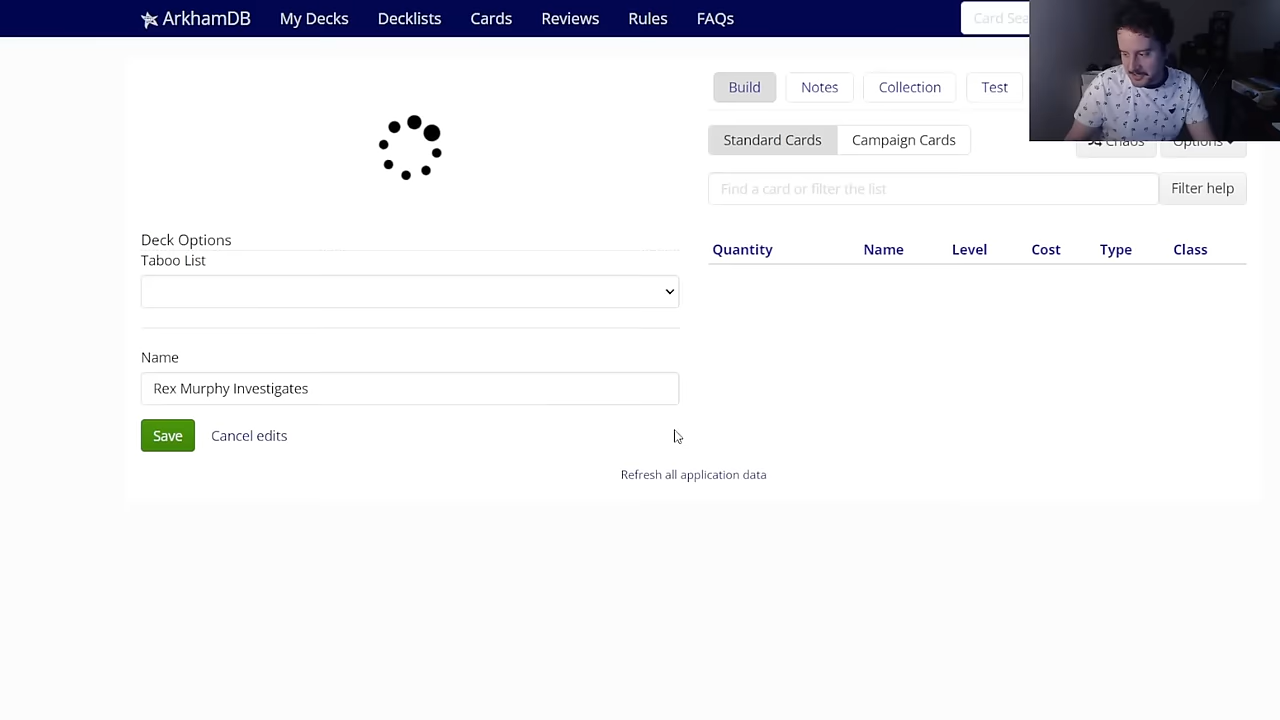 ArkhamDB My Decks Decklists Cards Reviews Rules FAQs Card Sea
Build Notes Collection Test
Standard Cards Campaign Cards Chaos Options
Find a card or filter the list Filter help
Deck Options
Taboo List
Quantity Name Level Cost Type Class
Name
Rex Murphy Investigates
Save Cancel edits
Refresh all application data